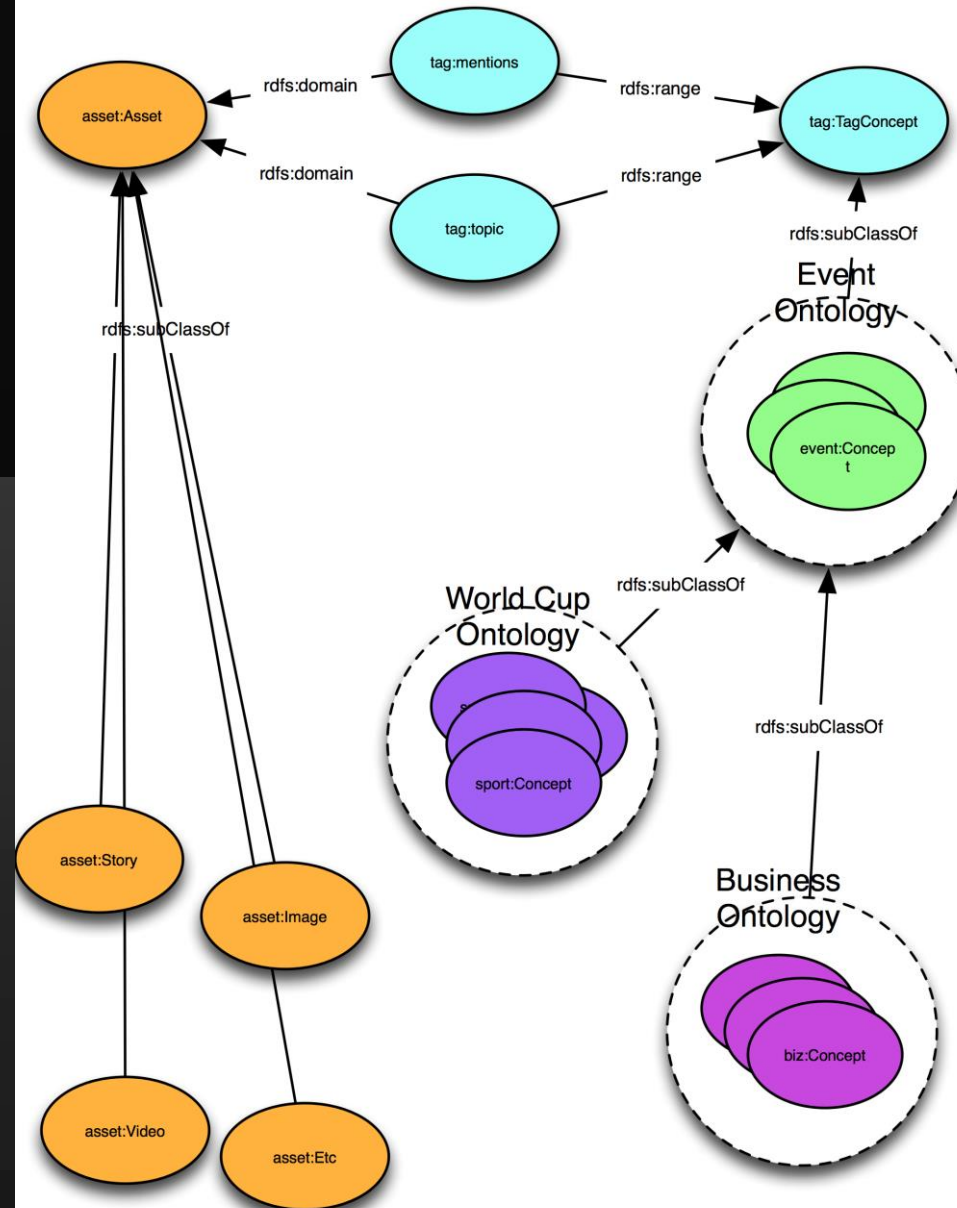 tag:mentions
rdfs:domain
rdfs:range
asset:Asset
tag:TagConcept
rdfs:domain
rdfs:range
tag:topic
rdfs:subClassOf
Event
Ontology
rdfs:subClassOf
event:Concep
t
rdfs:subClassOf
World Cup
Ontology
rdfs:subClassOf
sport:Concept
asset:Story
Business
Ontology
asset:Image
biz:Concept
asset:Video
asset:Etc